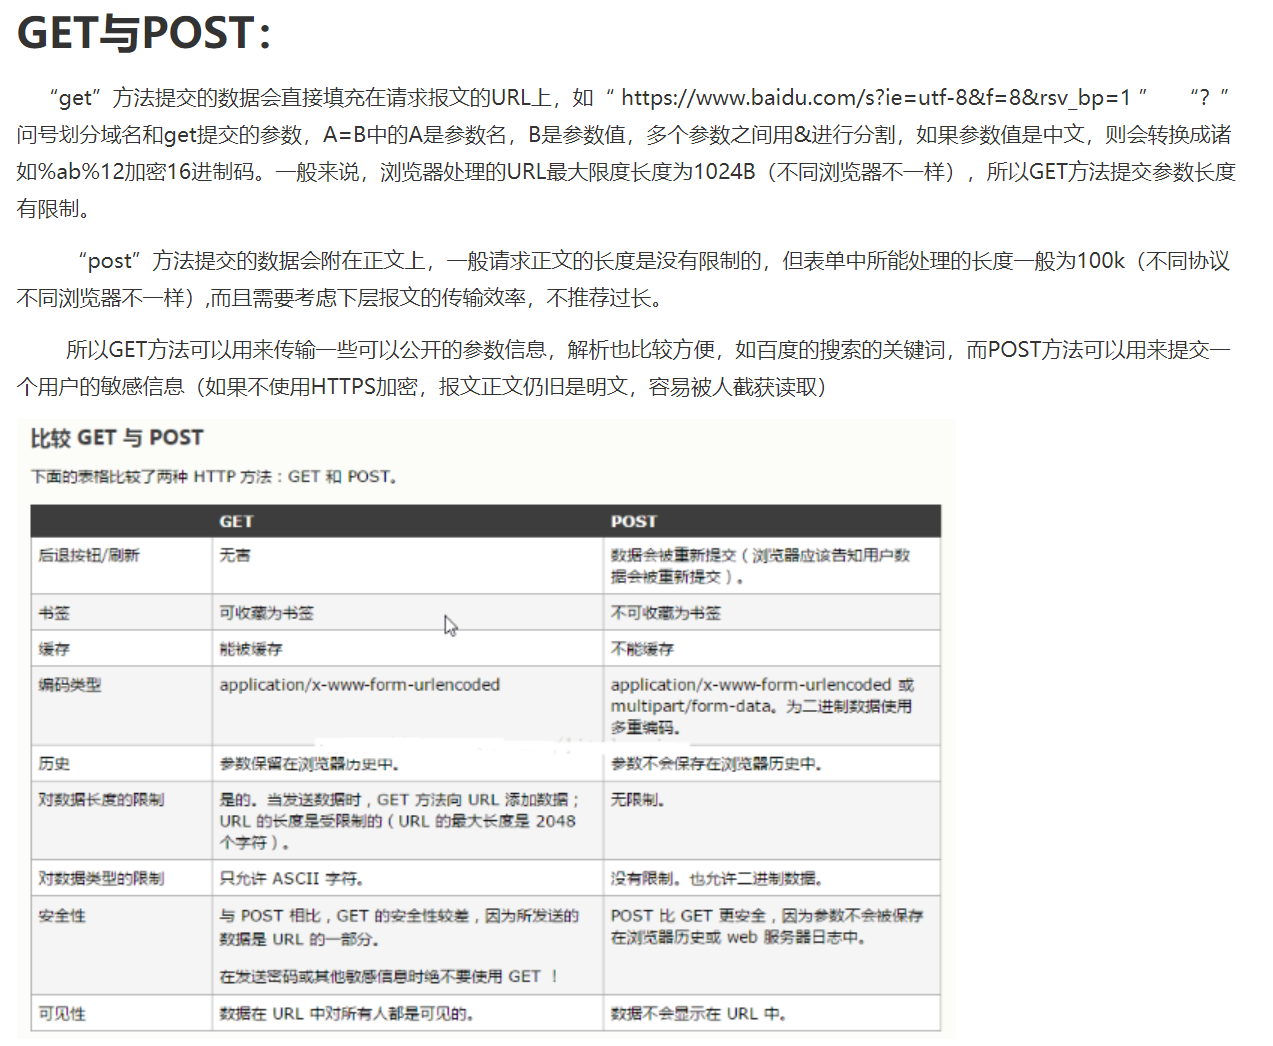 GET与POST：
“get”方法提交的数据会直接填充在请求报文的URL上，如“ https://www.baidu.com/s?ie=utf-8&f=8&rsv_bp=1 ” “？”
问号划分域名和get提交的参数，A=B中的A是参数名，B是参数值，多个参数之间用&进行分割，如果参数值是中文，则会转换成诸
如%ab%12加密16进制码。一般来说，浏览器处理的URL最大限度长度为1024B（不同浏览器不一样），所以GET方法提交参数长度
有限制。
“post”方法提交的数据会附在正文上，一般请求正文的长度是没有限制的，但表单中所能处理的长度一般为100k（不同协议
不同浏览器不一样）,而且需要考虑下层报文的传输效率，不推荐过长。
所以GET方法可以用来传输一些可以公开的参数信息，解析也比较方便，如百度的搜索的关键词，而POST方法可以用来提交一
个用户的敏感信息（如果不使用HTTPS加密，报文正文仍旧是明文，容易被人截获读取）
比较 GET 与 POST
下面的表格比较了两种 HTTP 方法：GET 和 POST。
GET POST
后退按钮/刷新 无害 数据会被重新提交（浏览器应该告知用户数
据会被重新提交）。
书签 可收藏为书签 不可收藏为书签
缓存 能被缓存 不能缓存
编码类型 application/x-www-form-urlencoded application/x-www-form-urlencoded 或
multipart/form-data。为二进制数据使用
多重编码。
历史 参数保留在浏览器历史中。 参数不会保存在浏览器历史中。
对数据长度的限制 是的。当发送数据时，GET 方法向 URL 添加数据； 无限制。
URL 的长度是受限制的（URL 的最大长度是 2048
个字符）。
对数据类型的限制 只允许 ASCII 字符。 没有限制。也允许二进制数据。
安全性 与 POST 相比，GET 的安全性较差，因为所发送的 POST 比 GET 更安全，因为参数不会被保存
数据是 URL 的一部分。 在浏览器历史或 web 服务器日志中。
在发送密码或其他敏感信息时绝不要使用 GET ！
可见性 数据在 URL 中对所有人都是可见的。 数据不会显示在 URL 中。